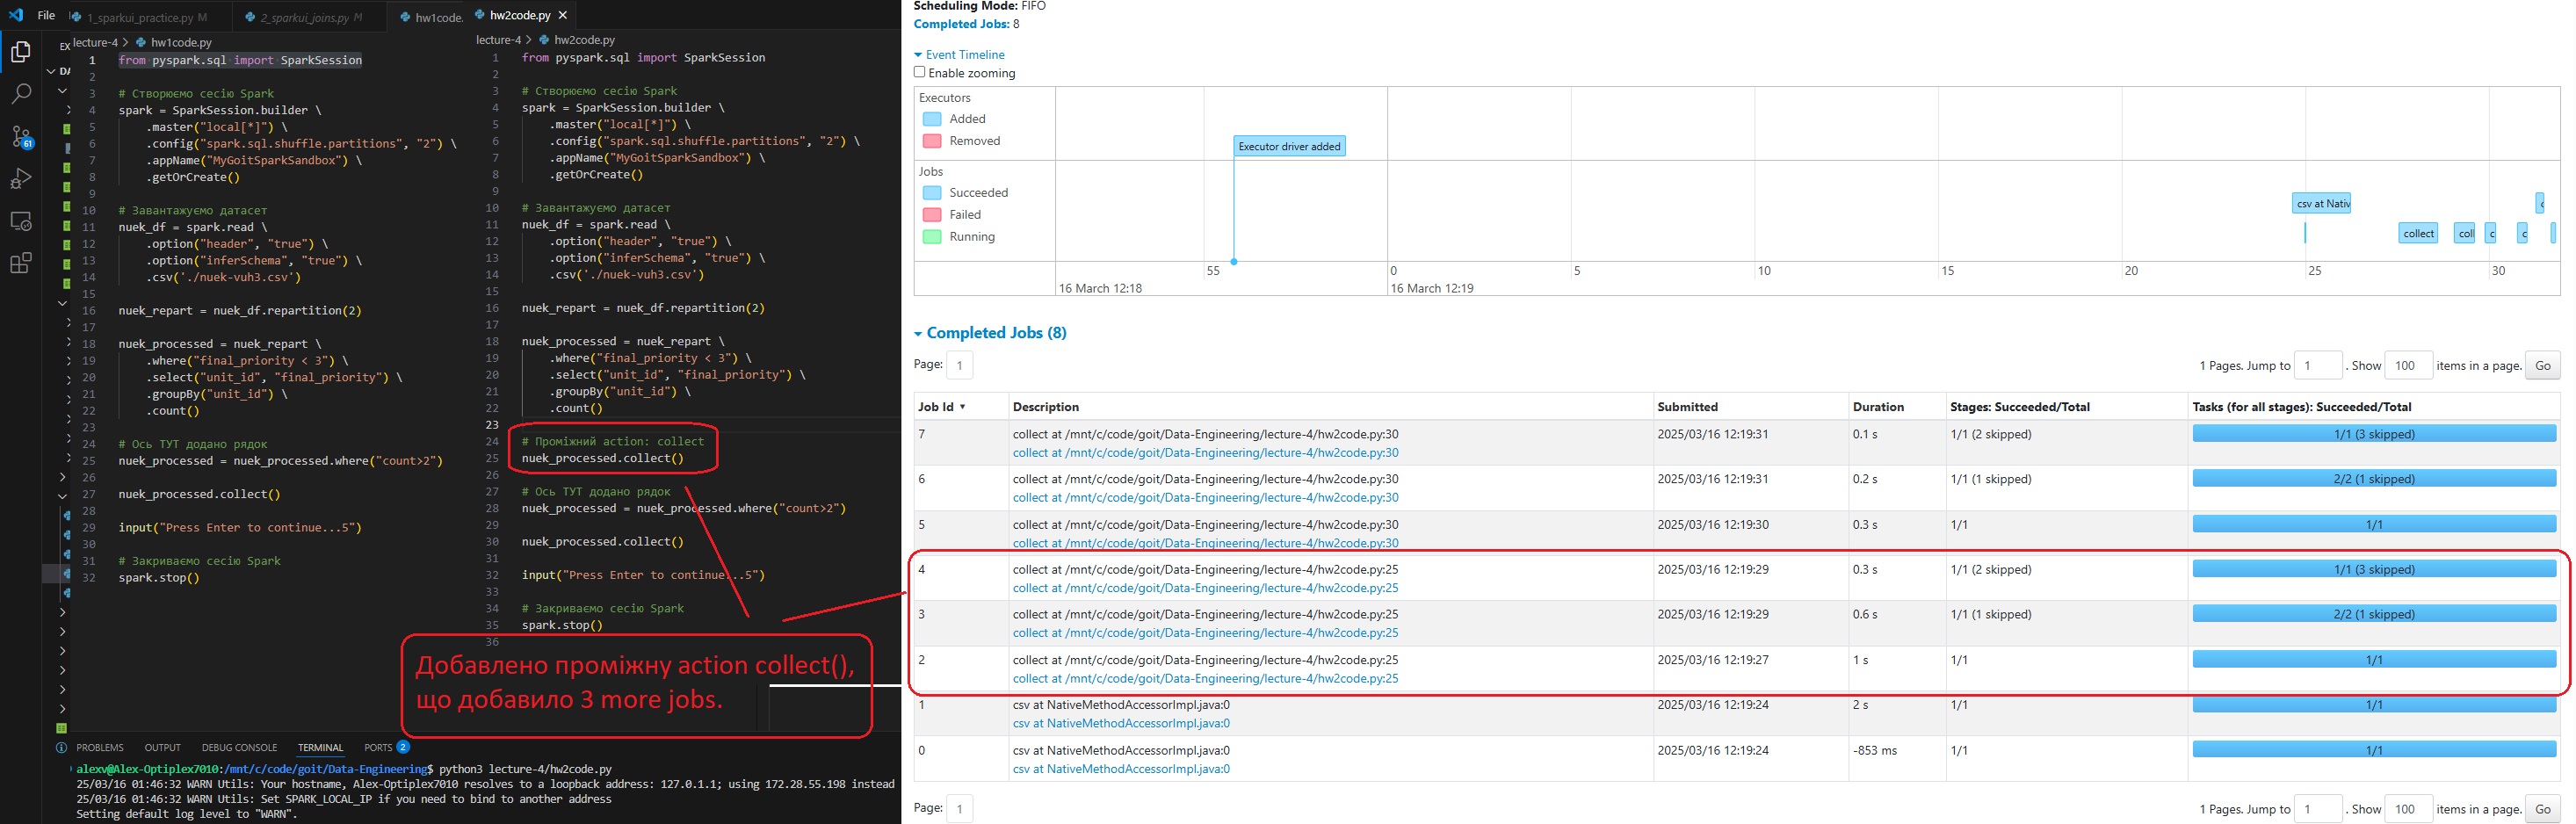 File
1_sparkui_practice.py M
2_sparkui_joins.py M
hw1code.
hw2code.py
lecture-4 > hw1code.py
1 from pyspark.sql import SparkSession
2
3 # Створюємо сесію Spark
4 spark = SparkSession.builder \
5 .master("local[*]") \
6 .config("spark.sql.shuffle.partitions", "2") \
7 .appName("MyGoitSparkSandbox") \
8 .getOrCreate()
9
10 # Завантажуємо датасет
11 nuek_df = spark.read \
12 .option("header", "true") \
13 .option("inferSchema", "true") \
14 .csv('./nuek-vuh3.csv')
15
16 nuek_repart = nuek_df.repartition(2)
17
18 nuek_processed = nuek_repart \
19 .where("final_priority < 3") \
20 .select("unit_id", "final_priority") \
21 .groupBy("unit_id") \
22 .count()
23
24 # Ось ТУТ додано рядок
25 nuek_processed = nuek_processed.where("count>2")
26
27 nuek_processed.collect()
28
29 input("Press Enter to continue...5")
30
31 # Закриваємо сесію Spark
32 spark.stop()
EX
DA
lecture-4 > hw2code.py
1 from pyspark.sql import SparkSession
2
3 # Створюємо сесію Spark
4 spark = SparkSession.builder \
5 .master("local[*]") \
6 .config("spark.sql.shuffle.partitions", "2") \
7 .appName("MyGoitSparkSandbox") \
8 .getOrCreate()
9
10 # Завантажуємо датасет
11 nuek_df = spark.read \
12 .option("header", "true") \
13 .option("inferSchema", "true") \
14 .csv('./nuek-vuh3.csv')
15
16 nuek_repart = nuek_df.repartition(2)
17
18 nuek_processed = nuek_repart \
19 .where("final_priority < 3") \
20 .select("unit_id", "final_priority") \
21 .groupBy("unit_id") \
22 .count()
23
24 # Проміжний action: collect
25 nuek_processed.collect()
26
27 # Ось ТУТ додано рядок
28 nuek_processed = nuek_processed.where("count>2")
29
30 nuek_processed.collect()
31
32 input("Press Enter to continue...5")
33
34 # Закриваємо сесію Spark
35 spark.stop()
36
61
Добавлено проміжну action collect(),
що добавило 3 more jobs.
PROBLEMS OUTPUT DEBUG CONSOLE TERMINAL PORTS 2
alexv@Alex-Optiplex7010:/mnt/c/code/goit/Data-Engineering$ python3 lecture-4/hw2code.py
25/03/16 01:46:32 WARN Utils: Your hostname, Alex-Optiplex7010 resolves to a loopback address: 127.0.1.1; using 172.28.55.198 instead
25/03/16 01:46:32 WARN Utils: Set SPARK_LOCAL_IP if you need to bind to another address
Setting default log level to "WARN".
Scheduling Mode: FIFO
Completed Jobs: 8
Event Timeline
Enable zooming
Executors
Added
Removed
Executor driver added
Jobs
Succeeded
Failed
Running
csv at Nativ
collect
coll
c
c
c
55 0 5 10 15 20 25 30
16 March 12:18 16 March 12:19
Completed Jobs (8)
Page: 1 1 Pages. Jump to 1 . Show 100 items in a page. Go
Job Id Description Submitted Duration Stages: Succeeded/Total Tasks (for all stages): Succeeded/Total
7 collect at /mnt/c/code/goit/Data-Engineering/lecture-4/hw2code.py:30 2025/03/16 12:19:31 0.1 s 1/1 (2 skipped) 1/1 (3 skipped)
collect at /mnt/c/code/goit/Data-Engineering/lecture-4/hw2code.py:30
6 collect at /mnt/c/code/goit/Data-Engineering/lecture-4/hw2code.py:30 2025/03/16 12:19:31 0.2 s 1/1 (1 skipped) 2/2 (1 skipped)
collect at /mnt/c/code/goit/Data-Engineering/lecture-4/hw2code.py:30
5 collect at /mnt/c/code/goit/Data-Engineering/lecture-4/hw2code.py:30 2025/03/16 12:19:30 0.3 s 1/1 1/1
collect at /mnt/c/code/goit/Data-Engineering/lecture-4/hw2code.py:30
4 collect at /mnt/c/code/goit/Data-Engineering/lecture-4/hw2code.py:25 2025/03/16 12:19:29 0.3 s 1/1 (2 skipped) 1/1 (3 skipped)
collect at /mnt/c/code/goit/Data-Engineering/lecture-4/hw2code.py:25
3 collect at /mnt/c/code/goit/Data-Engineering/lecture-4/hw2code.py:25 2025/03/16 12:19:29 0.6 s 1/1 (1 skipped) 2/2 (1 skipped)
collect at /mnt/c/code/goit/Data-Engineering/lecture-4/hw2code.py:25
2 collect at /mnt/c/code/goit/Data-Engineering/lecture-4/hw2code.py:25 2025/03/16 12:19:27 1 s 1/1 1/1
collect at /mnt/c/code/goit/Data-Engineering/lecture-4/hw2code.py:25
1 csv at NativeMethodAccessorImpl.java:0 2025/03/16 12:19:24 2 s 1/1 1/1
csv at NativeMethodAccessorImpl.java:0
0 csv at NativeMethodAccessorImpl.java:0 2025/03/16 12:19:24 -853 ms 1/1 1/1
csv at NativeMethodAccessorImpl.java:0
Page: 1 1 Pages. Jump to 1 . Show 100 items in a page. Go